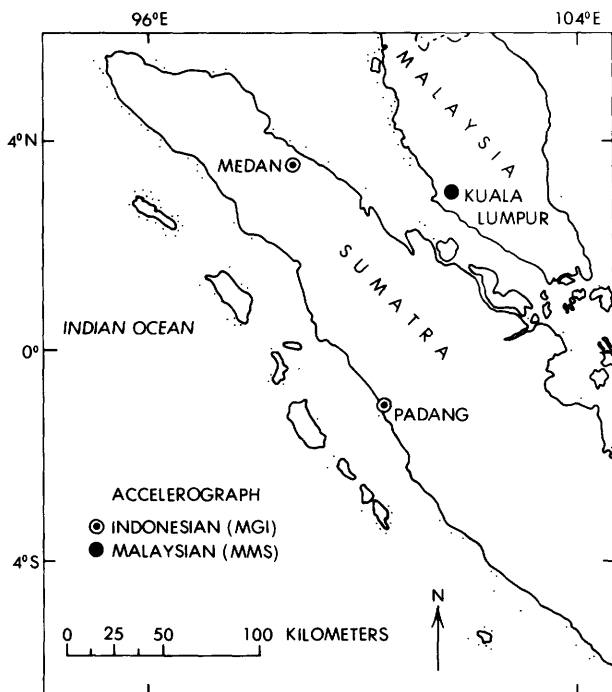 96°E
104°E
MALAYSIA
4°N
MEDAN
KUALA
LUMPUR
SUMATRA
INDIAN OCEAN
0°
PADANG
ACCELEROGRAPH
INDONESIAN (MGI)
MALAYSIAN (MMS)
4°S
N
0 25 50 100 KILOMETERS